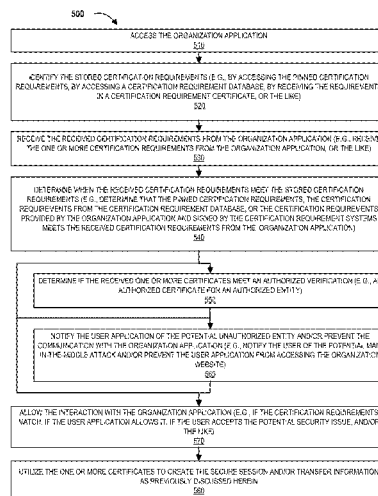 500
ACCESS THE ORGANIZATION APPLICATION
510
IDENTIFY THE STORED CERTIFICATION REQUIREMENTS (E.G., BY ACCESSING THE PINNED CERTIFICATION
REQUIREMENTS, BY ACCESSING A CERTIFICATION REQUIREMENT DATABASE, BY RECEIVING THE REQUIREMENT
IN A CERTIFICATION REQUIREMENT CERTIFICATE, OR THE LIKE)
520
RECEIVE THE RECEIVED CERTIFICATION REQUIREMENTS FROM THE ORGANIZATION APPLICATION (E.G., RECEIVE
THE ONE OR MORE CERTIFICATION REQUIREMENTS FROM THE ORGANIZATION APPLICATION, OR THE LIKE)
530
DETERMINE WHEN THE RECEIVED CERTIFICATION REQUIREMENTS MEET THE STORED CERTIFICATION
REQUIREMENTS (E.G., DETERMINE THAT THE PINNED CERTIFICATION REQUIREMENTS, THE CERTIFICATION
REQUIREMENTS FROM THE CERTIFICATION REQUIREMENT DATABASE, OR THE CERTIFICATION REQUIREMENTS
PROVIDED BY THE ORGANIZATION APPLICATION AND SIGNED BY THE CERTIFICATION REQUIREMENT SYSTEMS
MEETS THE RECEIVED CERTIFICATION REQUIREMENTS FROM THE ORGANIZATION APPLICATION)
540
DETERMINE IF THE RECEIVED ONE OR MORE CERTIFICATES MEET AN AUTHORIZED VERIFICATION (E.G., A
AUTHORIZED CERTIFICATE FOR AN AUTHORIZED ENTITY)
550
NOTIFY THE USER APPLICATION OF THE POTENTIAL UNAUTHORIZED ENTITY AND/OR PREVENT THE
COMMUNICATION WITH THE ORGANIZATION APPLICATION (E.G., NOTIFY THE USER OF THE POTENTIAL MAN
IN-THE-MIDDLE ATTACK AND/OR PREVENT THE USER APPLICATION FROM ACCESSING THE ORGANIZATION
WEBSITE)
560
ALLOW THE INTERACTION WITH THE ORGANIZATION APPLICATION (E.G., IF THE CERTIFICATION REQUIREMENTS
MATCH, IF THE USER APPLICATION ALLOWS IT, IF THE USER ACCEPTS THE POTENTIAL SECURITY ISSUE, AND/OR
THE LIKE)
570
UTILIZE THE ONE OR MORE CERTIFICATES TO CREATE THE SECURE SESSION AND/OR TRANSFER INFORMATION
AS PREVIOUSLY DISCUSSED HEREIN
580